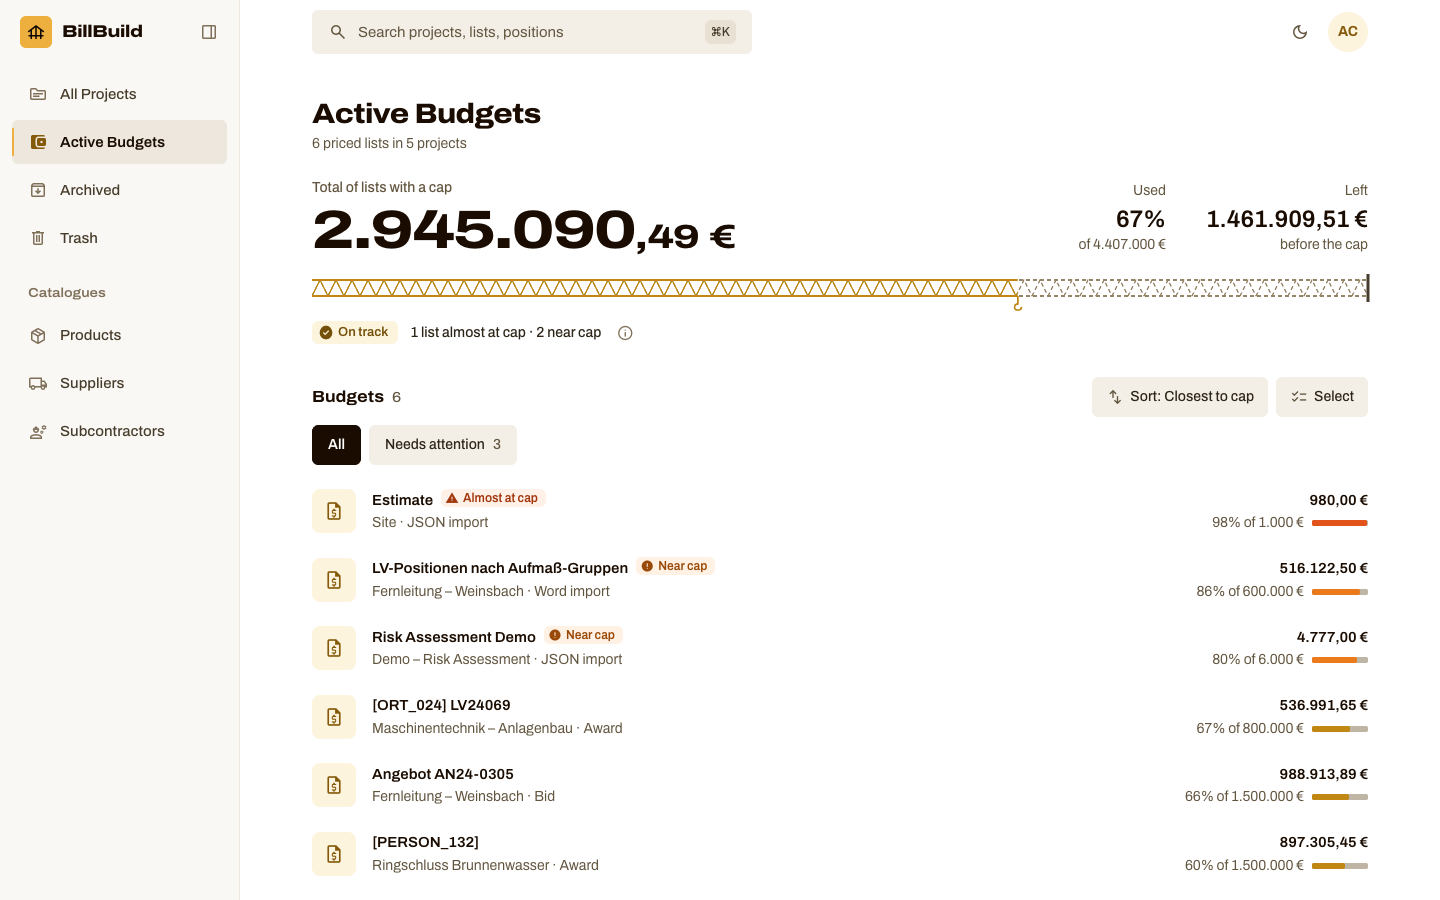 BillBuild
Search projects, lists, positions
⌘K
AC
All Projects
Active Budgets
Archived
Trash
Catalogues
Products
Suppliers
Subcontractors
Active Budgets
6 priced lists in 5 projects
Total of lists with a cap
2.945.090,49 €
Used
67%
of 4.407.000 €
Left
1.461.909,51 €
before the cap
On track
1 list almost at cap · 2 near cap
Budgets 6
Sort: Closest to cap
Select
All
Needs attention 3
Estimate Almost at cap
980,00 €
Site · JSON import
98% of 1.000 €
LV-Positionen nach Aufmaß-Gruppen Near cap
516.122,50 €
Fernleitung – Weinsbach · Word import
86% of 600.000 €
Risk Assessment Demo Near cap
4.777,00 €
Demo – Risk Assessment · JSON import
80% of 6.000 €
[ORT_024] LV24069
536.991,65 €
Maschinentechnik – Anlagenbau · Award
67% of 800.000 €
Angebot AN24-0305
988.913,89 €
Fernleitung – Weinsbach · Bid
66% of 1.500.000 €
[PERSON_132]
897.305,45 €
Ringschluss Brunnenwasser · Award
60% of 1.500.000 €